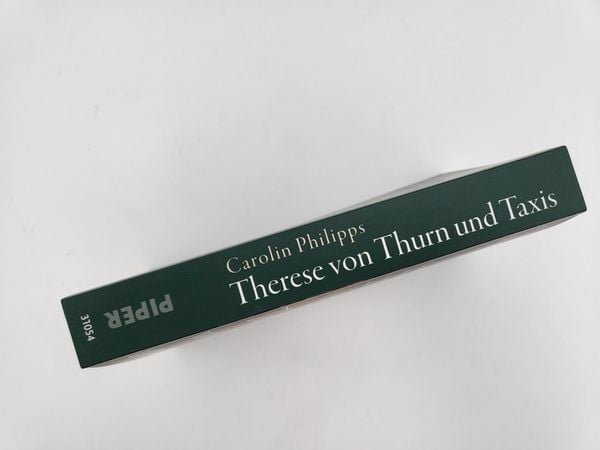 Carolin Philipps
Therese von Thurn und Taxis
PIPER
31054